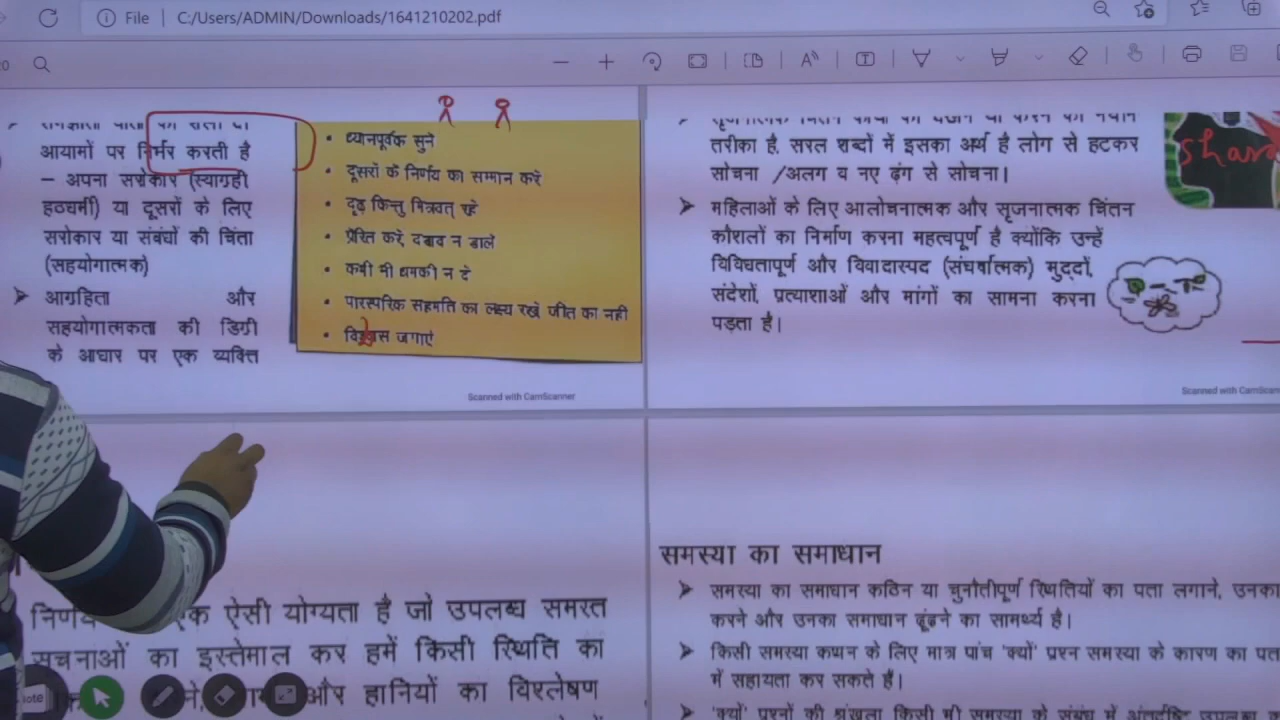 File | C:/Users/ADMIN/Downloads/1641210202.pdf
आयामों पर निर्भर करती है
– अपना सरोकार (स्याग्रही
हठधर्मी) या दूसरों के लिए
सरोकार या संबंधों की चिंता
(सहयोगात्मक)
➢ आग्रहिता और
सहयोगात्मकता की डिग्री
के आधार पर एक व्यक्ति
• ध्यानपूर्वक सुने
• दूसरों के निर्णय का सम्मान करें
• दृढ़ किन्तु मित्रवत् रहे
• प्रेरित करें, दबाव न डालें
• कभी भी धमकी न दें
• पारस्परिक सहमति का लक्ष्य रखें जीत का नही
• विश्वास जगाएं
Scanned with CamScanner
तरीका है, सरल शब्दों में इसका अर्थ है लोग से हटकर
सोचना /अलग व नए ढ़ंग से सोचना।
➢ महिलाओं के लिए आलोचनात्मक और सृजनात्मक चिंतन
कौशलों का निर्माण करना महत्वपूर्ण है क्योंकि उन्हें
विविधतापूर्ण और विवादास्पद (संघर्षात्मक) मुद्दों,
संदेशों, प्रत्याशाओं और मांगों का सामना करना
पड़ता है।
Scanned with CamScanner
एक ऐसी योग्यता है जो उपलब्ध समस्त
सूचनाओं का इस्तेमाल कर हमें किसी स्थिति का
और हानियों का विश्लेषण
समस्या का समाधान
➢ समस्या का समाधान कठिन या चुनौतीपूर्ण स्थितियों का पता लगाने, उनका
करने और उनका समाधान ढूंढने का सामर्थ्य है।
➢ किसी समस्या कथन के लिए मात्र पांच 'क्यों' प्रश्न समस्या के कारण का पता
में सहायता कर सकते हैं।
➢ 'क्यों' प्रश्नों की श्रृंखला किसी भी समस्या के संबंध में अंतर्दृष्टि